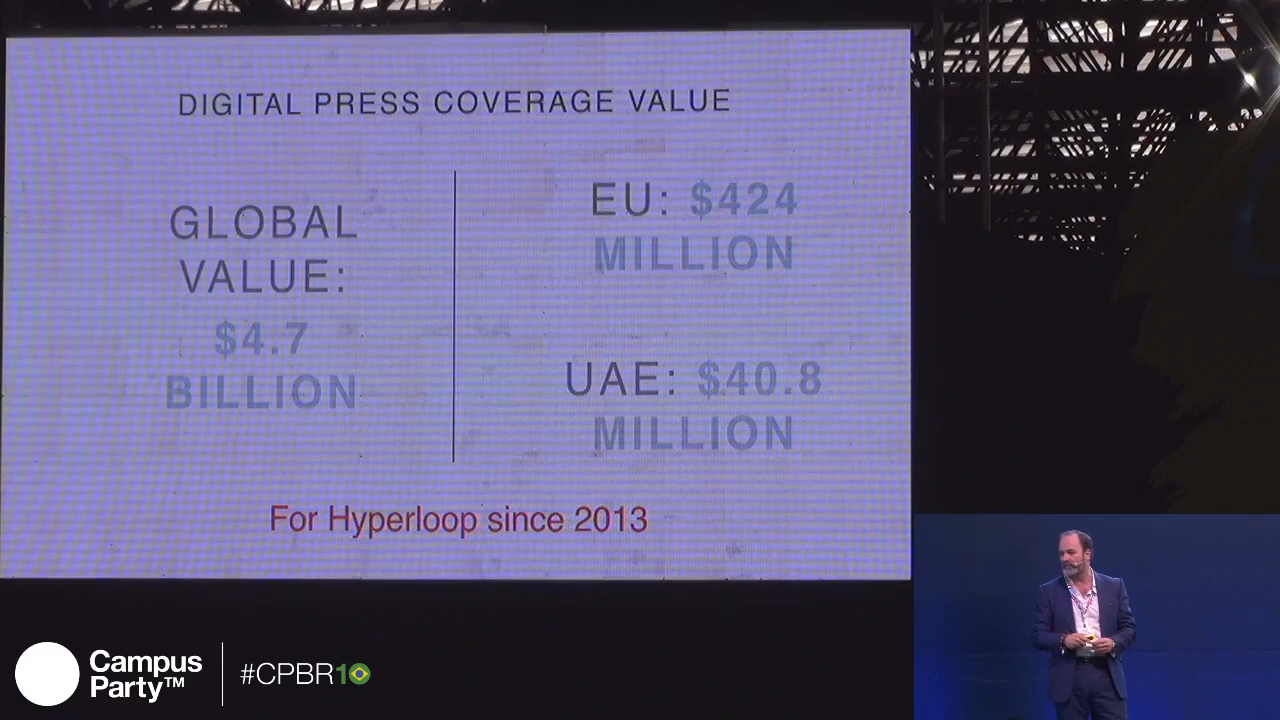 DIGITAL PRESS COVERAGE VALUE
GLOBAL
VALUE:
$4.7
BILLION
EU: $424
MILLION
UAE: $40.8
MILLION
For Hyperloop since 2013
Campus
Party™
#CPBR10